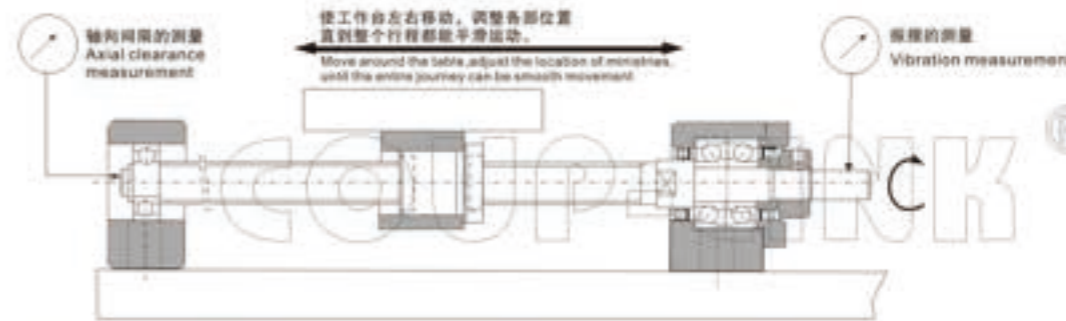 轴向间隙的测量
Axial clearance
measurement
使工作台左右移动，调整各部位置
直到整个行程都能平滑运动。
Move around the table,adjust the location of ministries,
until the entire journey can be smooth movement
振摆的测量
Vibration measurement